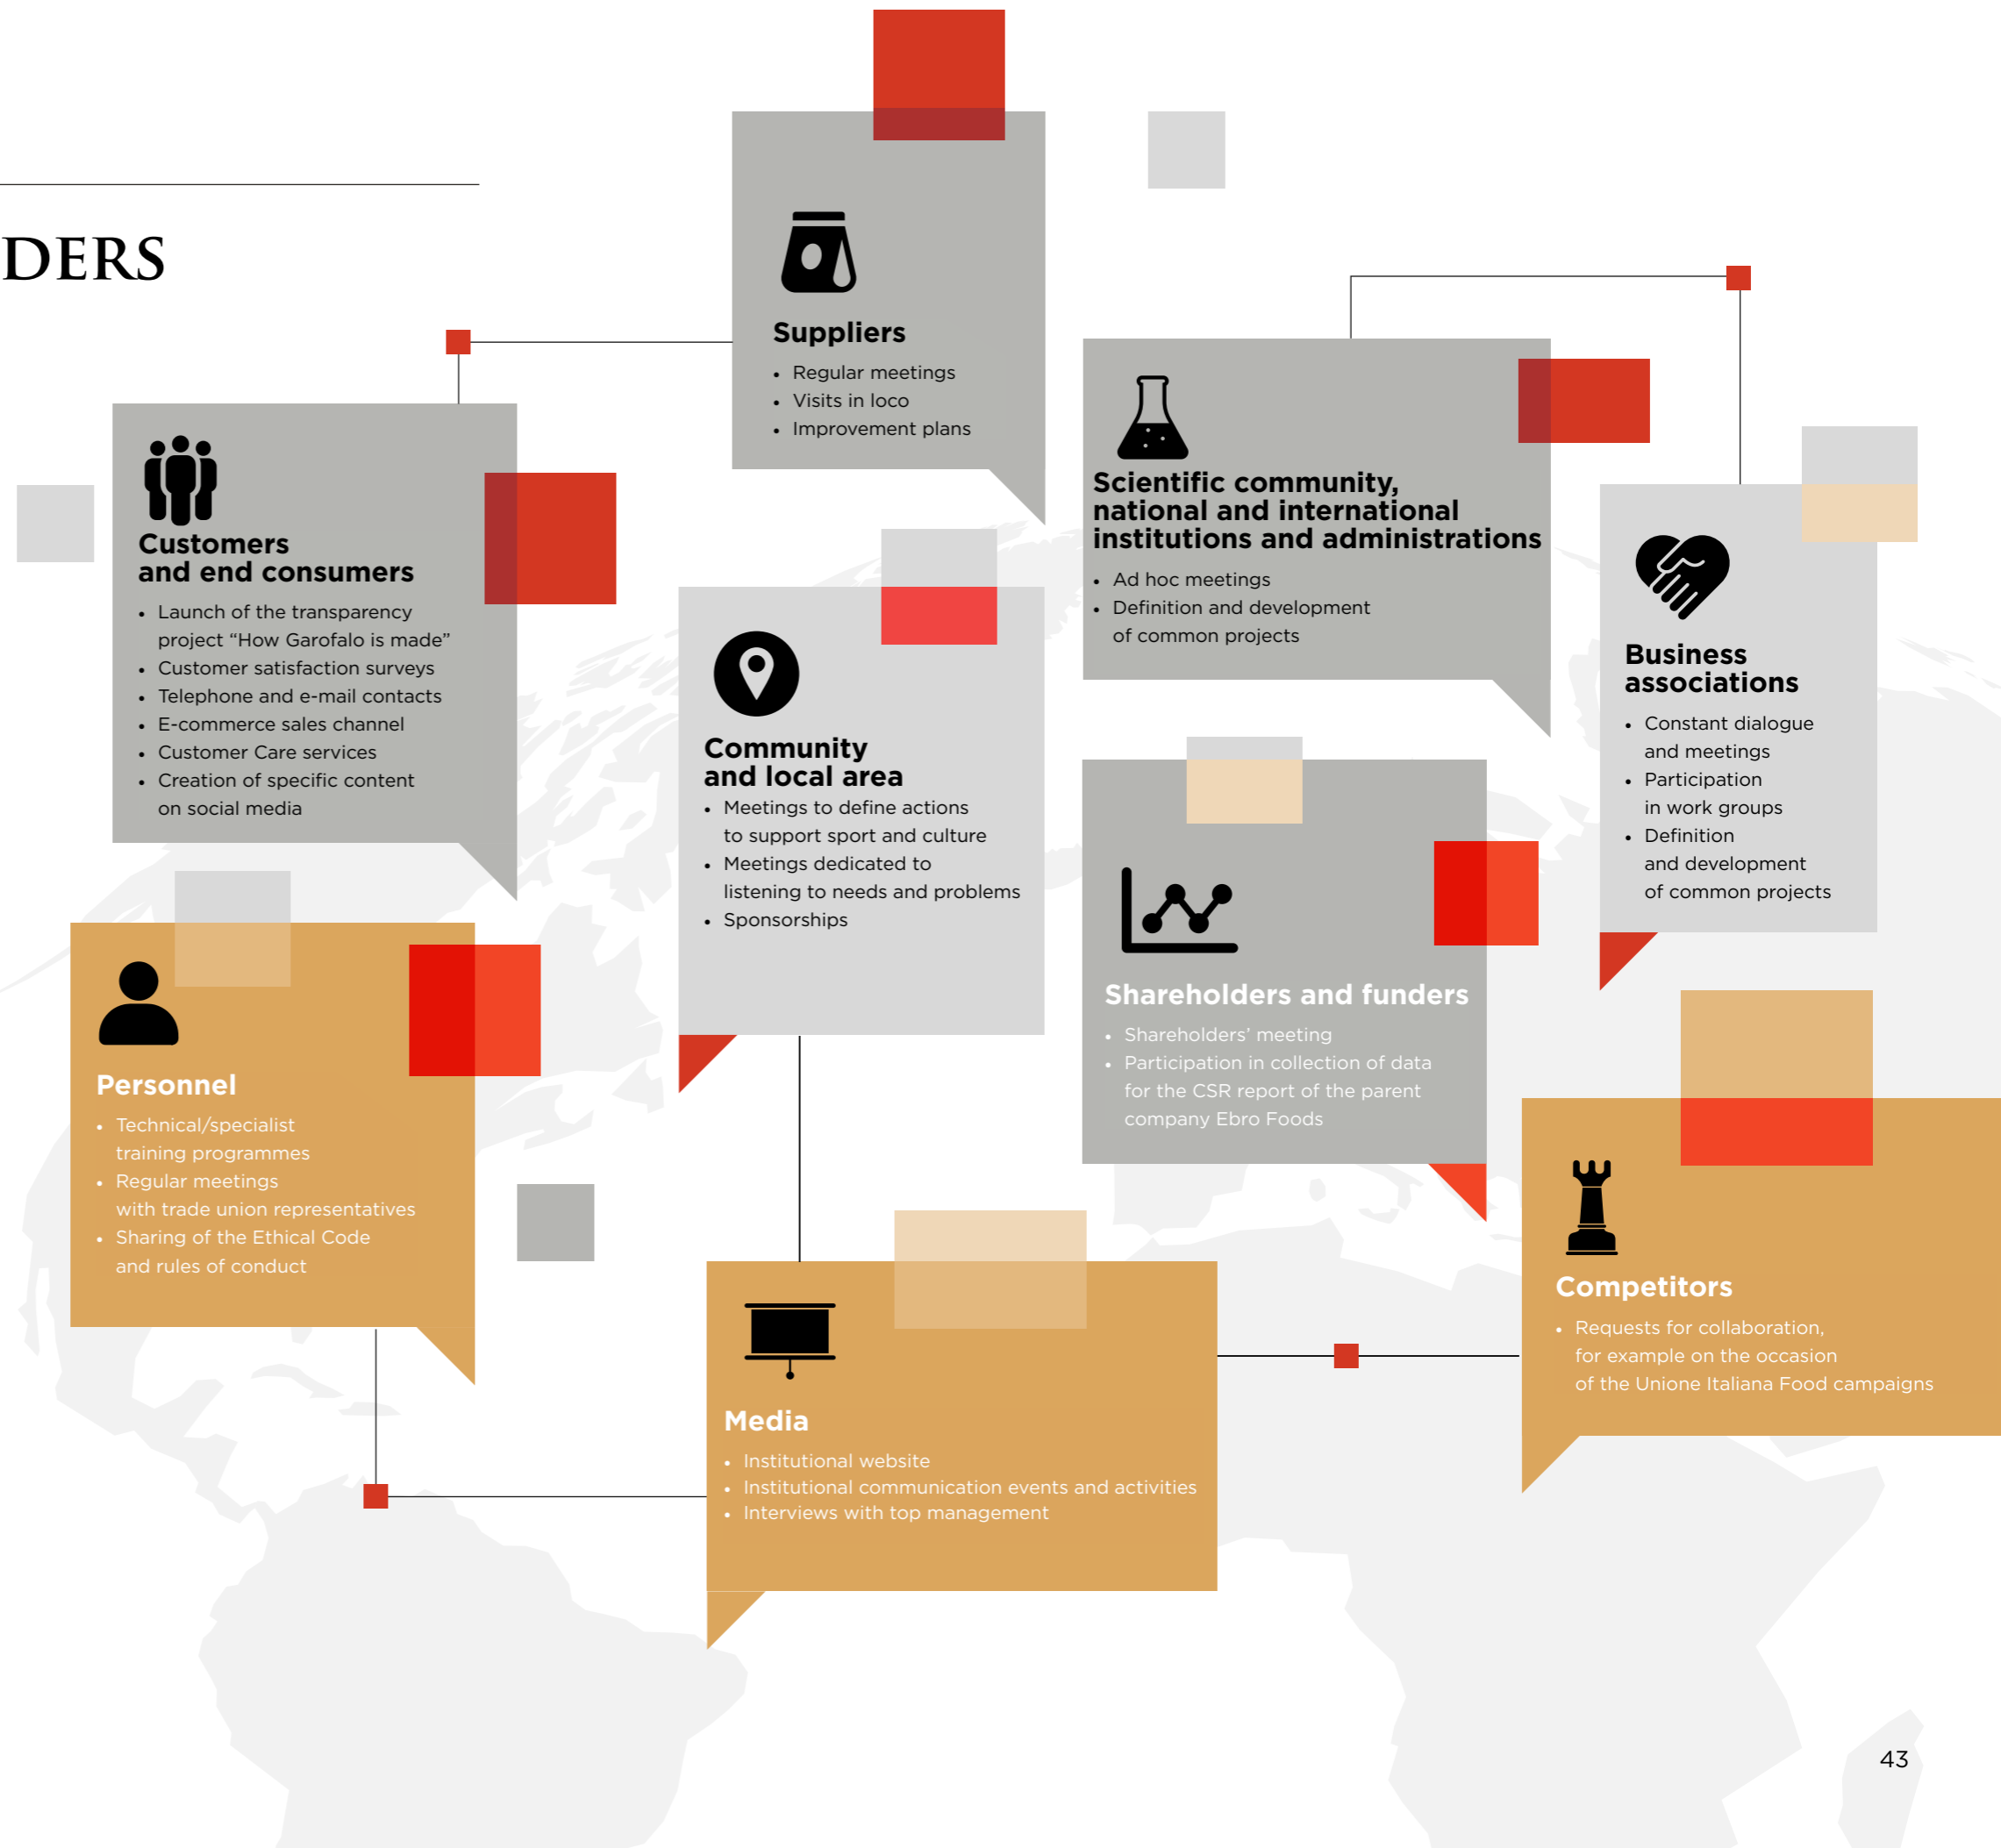 DERS
Suppliers
• Regular meetings
• Visits in loco
• Improvement plans
Customers
and end consumers
• Launch of the transparency
project “How Garofalo is made”
• Customer satisfaction surveys
• Telephone and e-mail contacts
• E-commerce sales channel
• Customer Care services
• Creation of specific content
on social media
Scientific community,
national and international
institutions and administrations
• Ad hoc meetings
• Definition and development
of common projects
Business
associations
• Constant dialogue
and meetings
• Participation
in work groups
• Definition
and development
of common projects
Community
and local area
• Meetings to define actions
to support sport and culture
• Meetings dedicated to
listening to needs and problems
• Sponsorships
Shareholders and funders
• Shareholders’ meeting
• Participation in collection of data
for the CSR report of the parent
company Ebro Foods
Personnel
• Technical/specialist
training programmes
• Regular meetings
with trade union representatives
• Sharing of the Ethical Code
and rules of conduct
Competitors
• Requests for collaboration,
for example on the occasion
of the Unione Italiana Food campaigns
Media
• Institutional website
• Institutional communication events and activities
• Interviews with top management
43